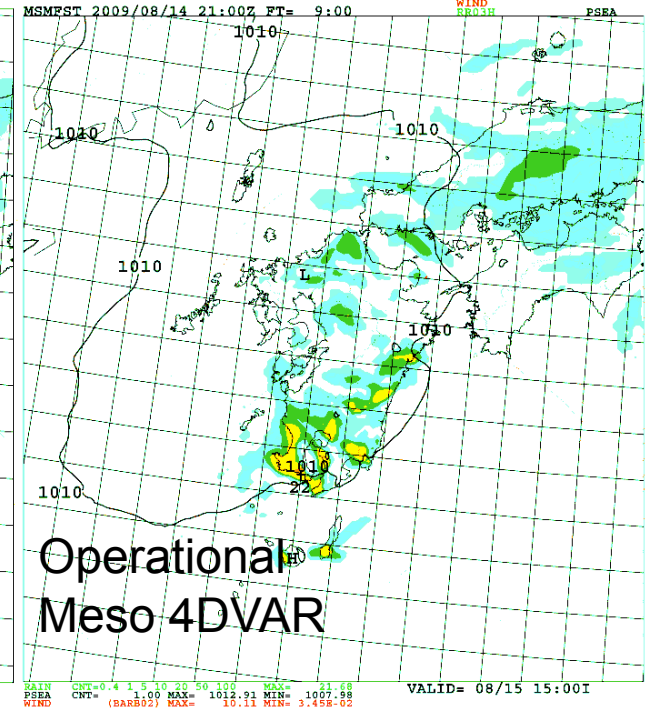 WIND
MSMFST 2009/08/14 21:00Z FT= 9:00 RR03H PSEA
1010
1010
1010
1010
L
1010
1010
1010
22
1010
H
Operational
Meso 4DVAR
RAIN CNT=0.4 1 5 10 20 50 100 MAX= 21.68
PSEA CNT= 1.00 MAX= 1012.91 MIN= 1007.98
WIND (BARB02) MAX= 10.11 MIN= 3.45E-02
VALID= 08/15 15:00I